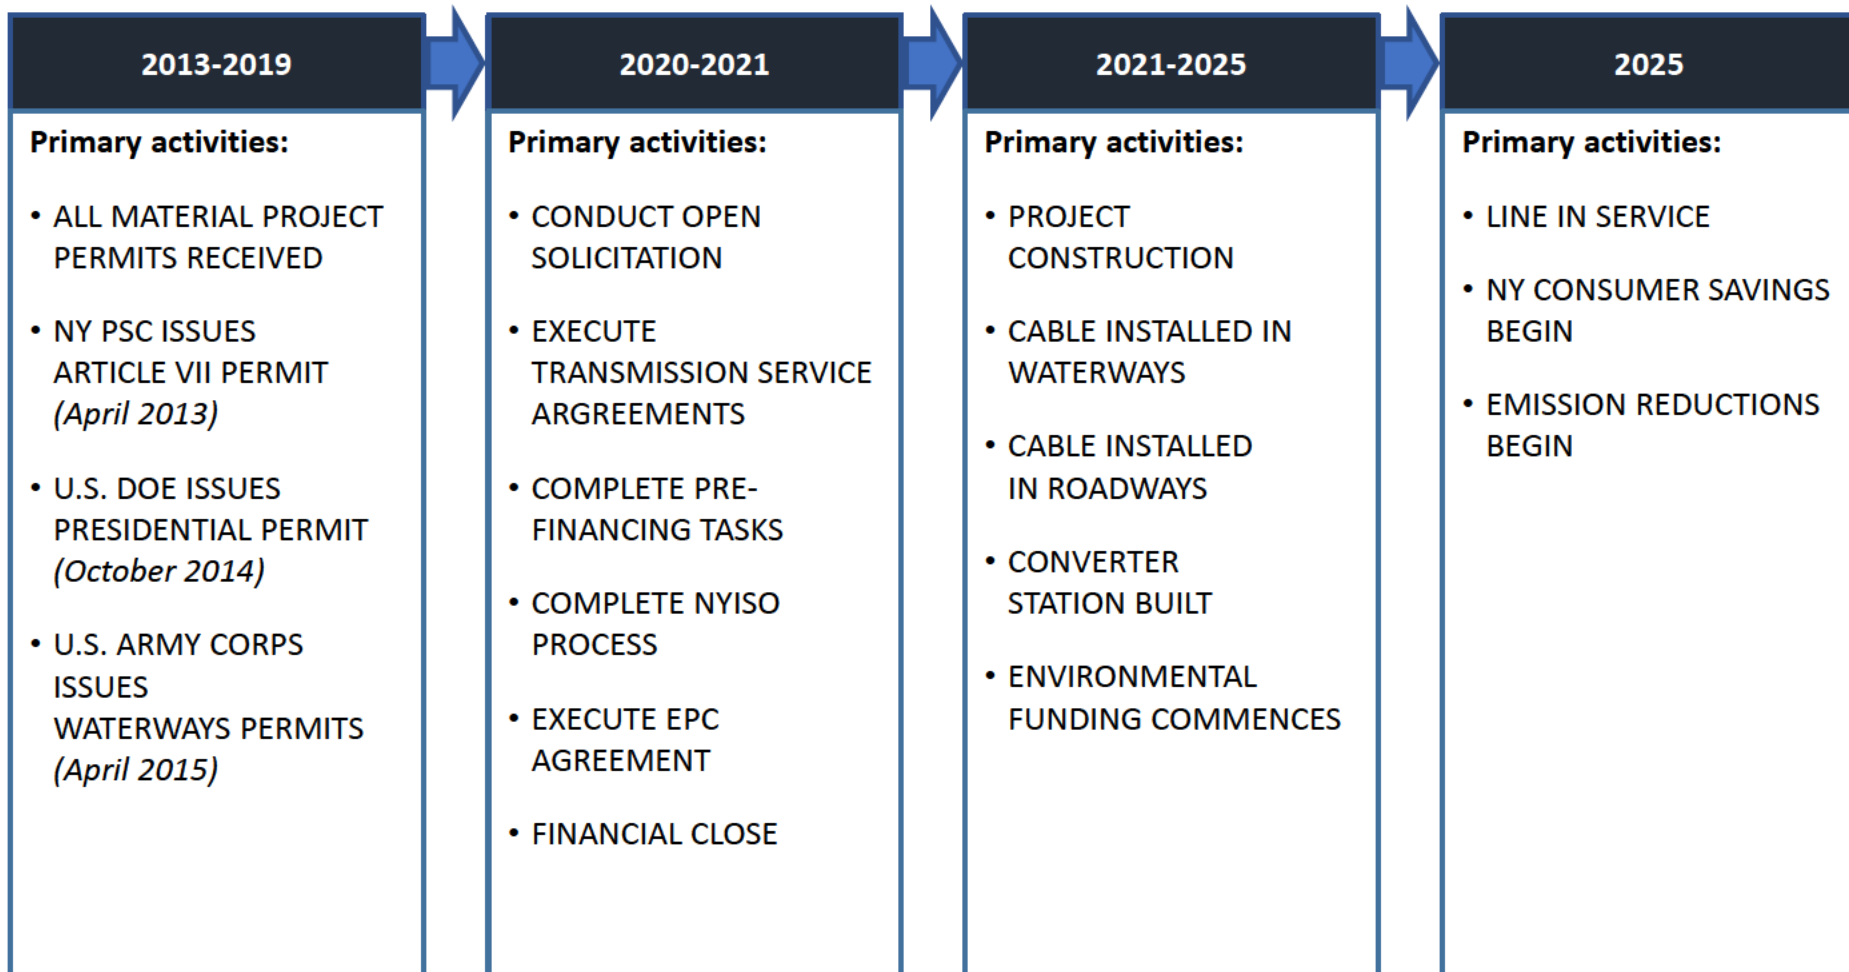 2013-2019
Primary activities:
• ALL MATERIAL PROJECT
PERMITS RECEIVED
• NY PSC ISSUES
ARTICLE VII PERMIT
(April 2013)
• U.S. DOE ISSUES
PRESIDENTIAL PERMIT
(October 2014)
• U.S. ARMY CORPS
ISSUES
WATERWAYS PERMITS
(April 2015)
2020-2021
Primary activities:
• CONDUCT OPEN
SOLICITATION
• EXECUTE
TRANSMISSION SERVICE
ARGREEMENTS
• COMPLETE PRE-
FINANCING TASKS
• COMPLETE NYISO
PROCESS
• EXECUTE EPC
AGREEMENT
• FINANCIAL CLOSE
2021-2025
Primary activities:
• PROJECT
CONSTRUCTION
• CABLE INSTALLED IN
WATERWAYS
• CABLE INSTALLED
IN ROADWAYS
• CONVERTER
STATION BUILT
• ENVIRONMENTAL
FUNDING COMMENCES
2025
Primary activities:
• LINE IN SERVICE
• NY CONSUMER SAVINGS
BEGIN
• EMISSION REDUCTIONS
BEGIN